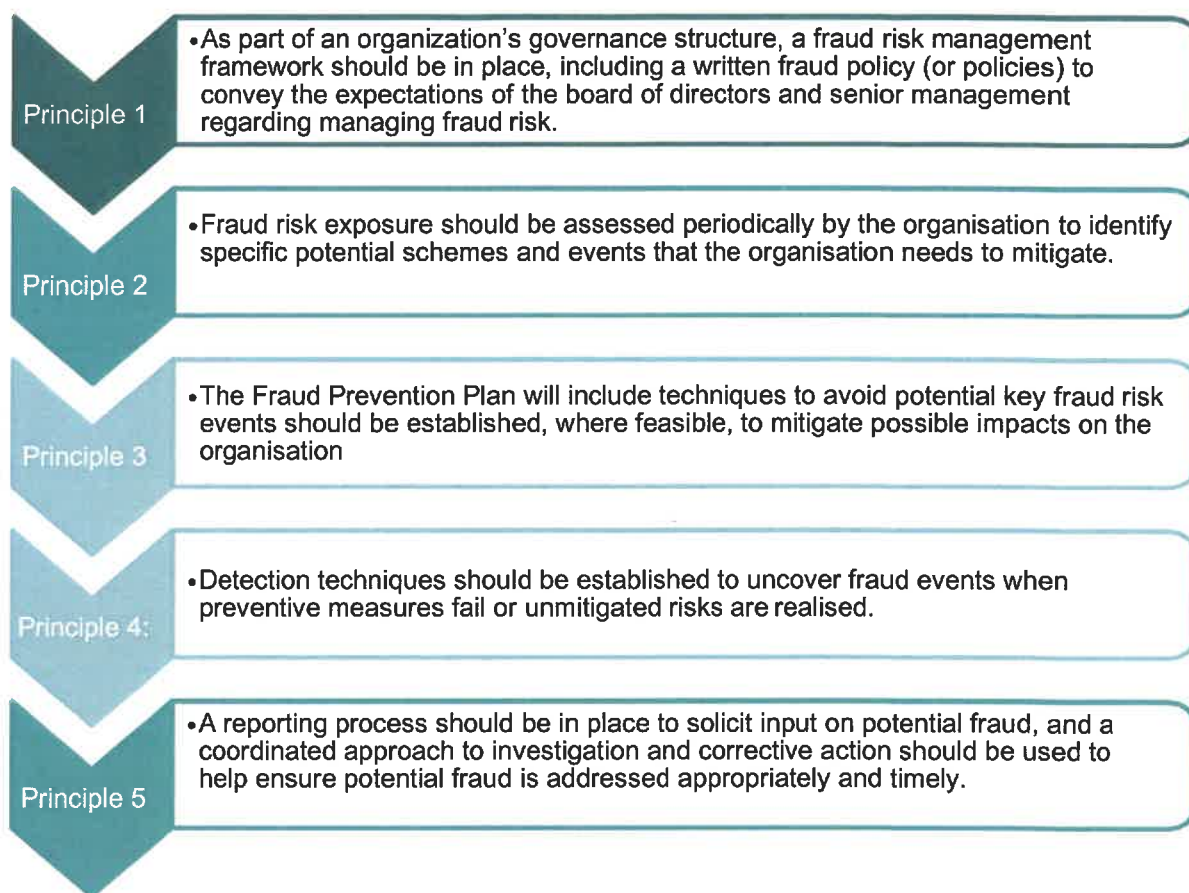 Principle 1
•As part of an organization's governance structure, a fraud risk management
framework should be in place, including a written fraud policy (or policies) to
convey the expectations of the board of directors and senior management
regarding managing fraud risk.
Principle 2
•Fraud risk exposure should be assessed periodically by the organisation to identify
specific potential schemes and events that the organisation needs to mitigate.
Principle 3
•The Fraud Prevention Plan will include techniques to avoid potential key fraud risk
events should be established, where feasible, to mitigate possible impacts on the
organisation
Principle 4:
•Detection techniques should be established to uncover fraud events when
preventive measures fail or unmitigated risks are realised.
Principle 5
•A reporting process should be in place to solicit input on potential fraud, and a
coordinated approach to investigation and corrective action should be used to
help ensure potential fraud is addressed appropriately and timely.